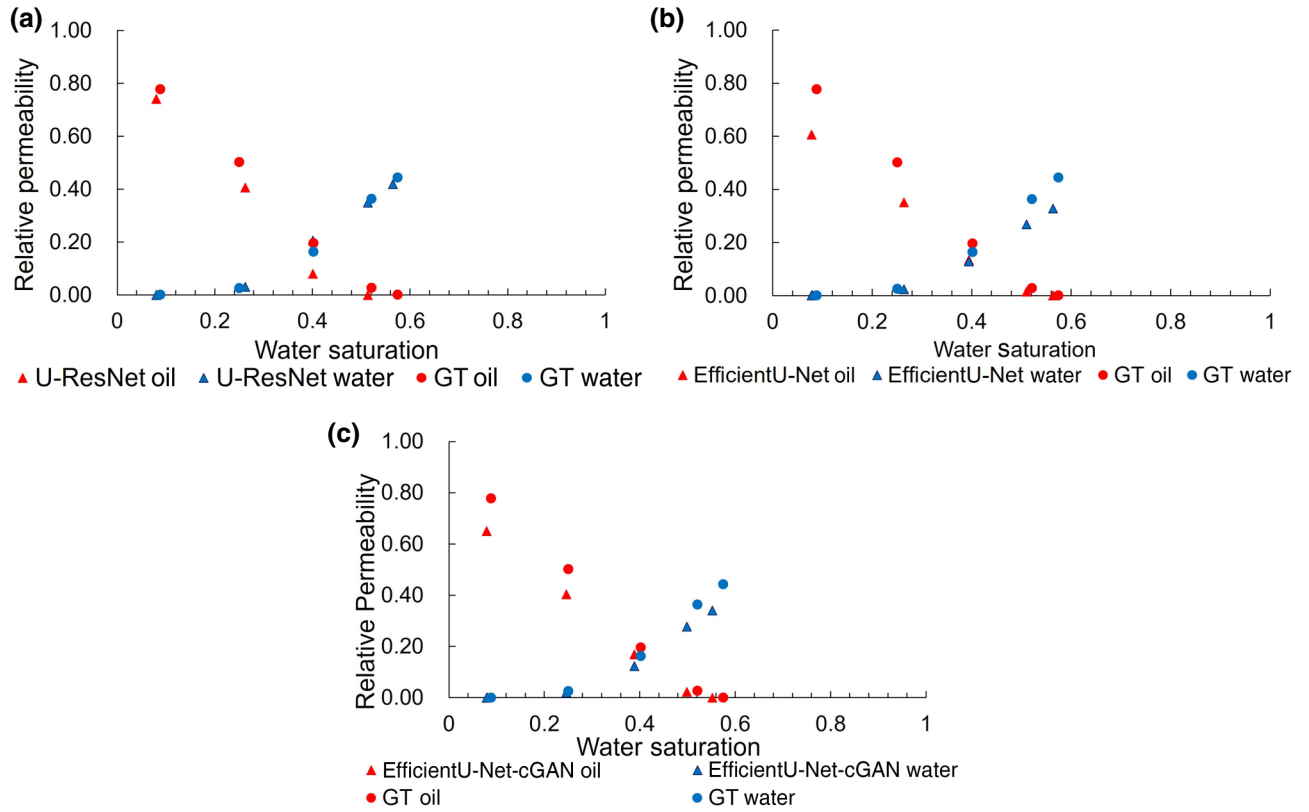 (a)
1.00
0.80
0.60
0.40
0.20
0.00
Relative permeability
0 0.2 0.4 0.6 0.8 1
Water saturation
U-ResNet oil U-ResNet water GT oil GT water
(b)
1.00
0.80
0.60
0.40
0.20
0.00
Relative permeability
0 0.2 0.4 0.6 0.8 1
Water saturation
EfficientU-Net oil EfficientU-Net water GT oil GT water
(c)
1.00
0.80
0.60
0.40
0.20
0.00
Relative Permeability
0 0.2 0.4 0.6 0.8 1
Water saturation
EfficientU-Net-cGAN oil EfficientU-Net-cGAN water
GT oil GT water